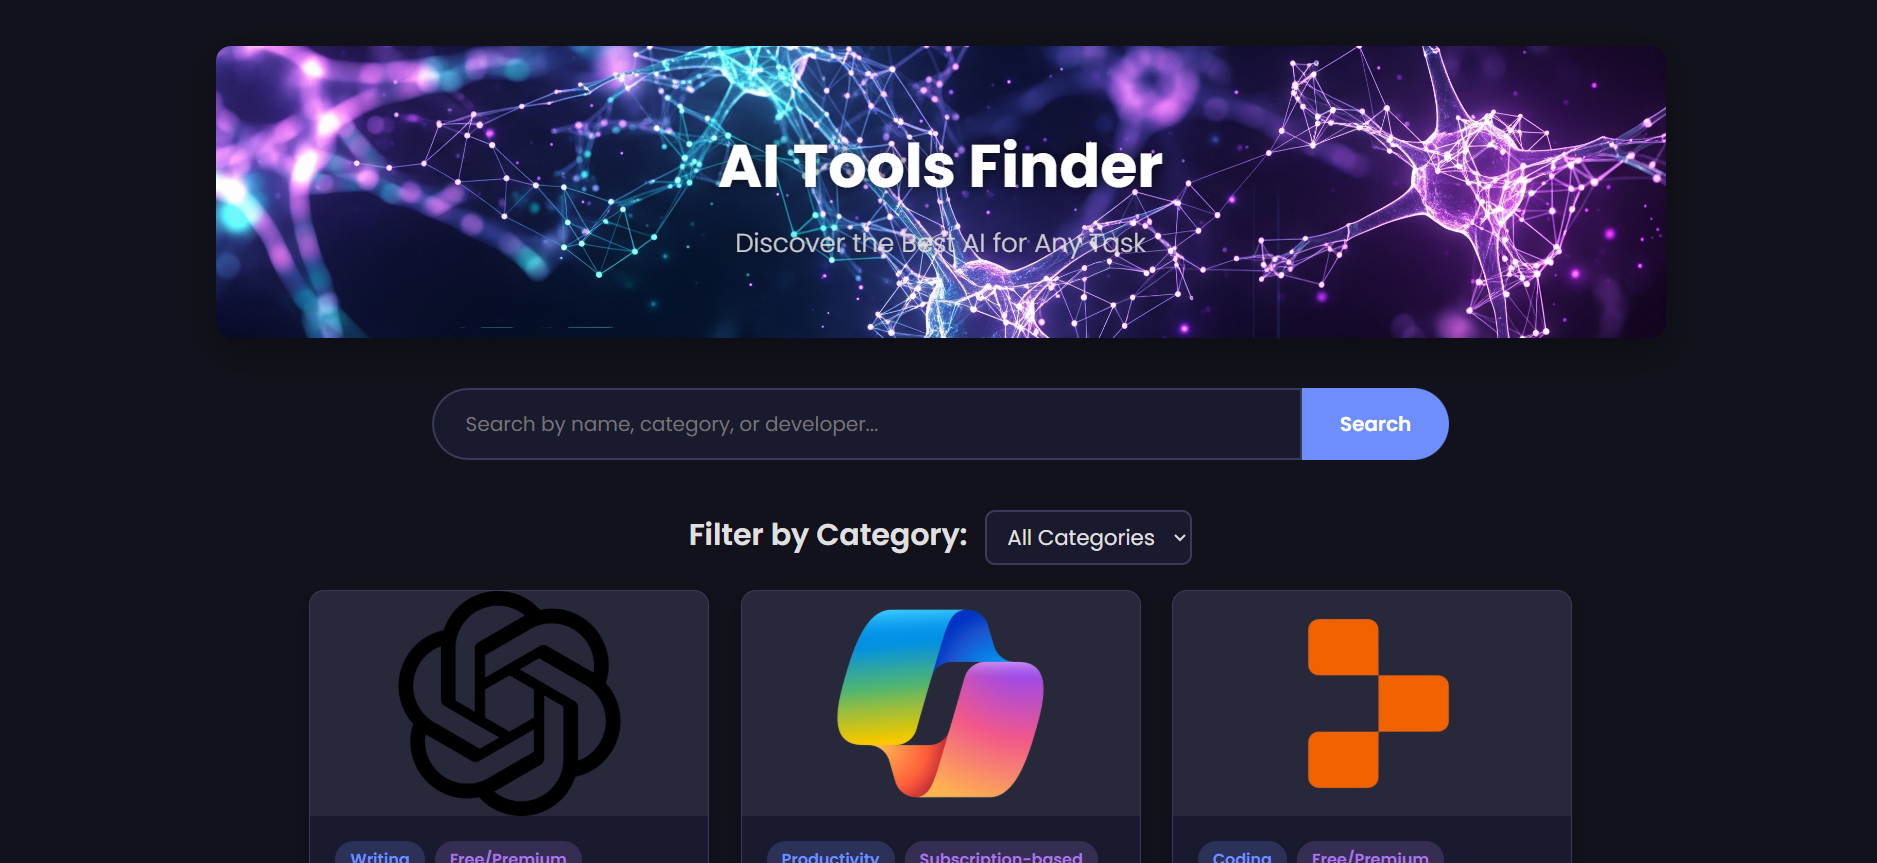 AI Tools Finder
Discover the Best AI for Any Task
Search by name, category, or developer...
Search
Filter by Category:
All Categories
Writing
Free/Premium
Productivity
Subscription-based
Coding
Free/Premium